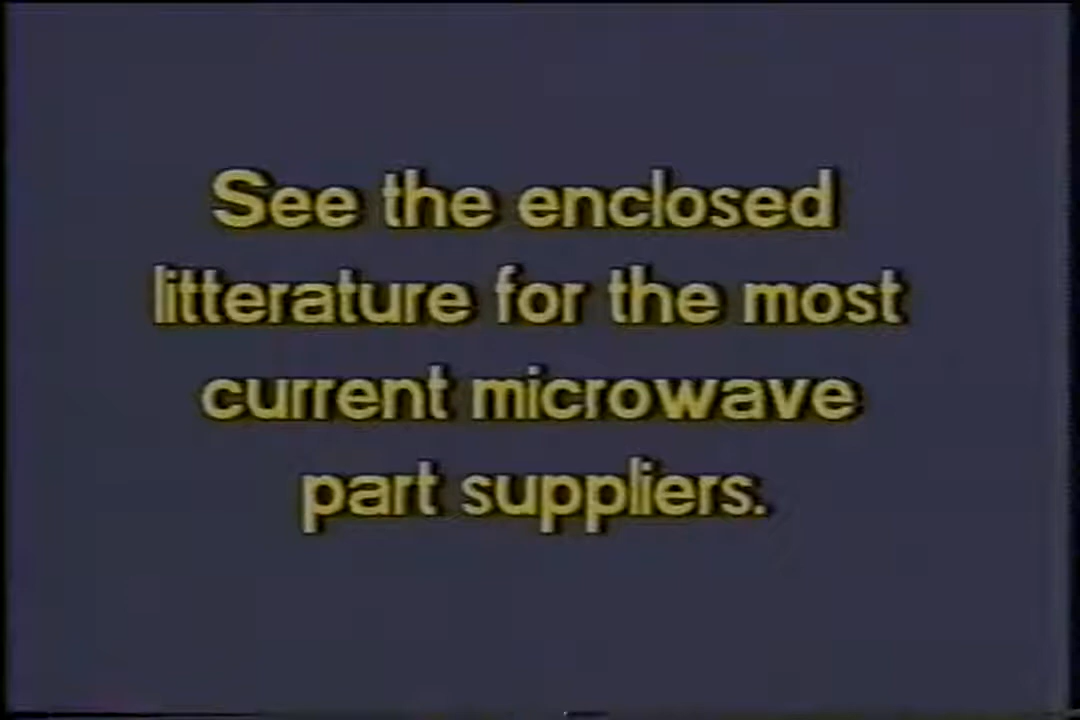 See the enclosed
litterature for the most
current microwave
part suppliers.